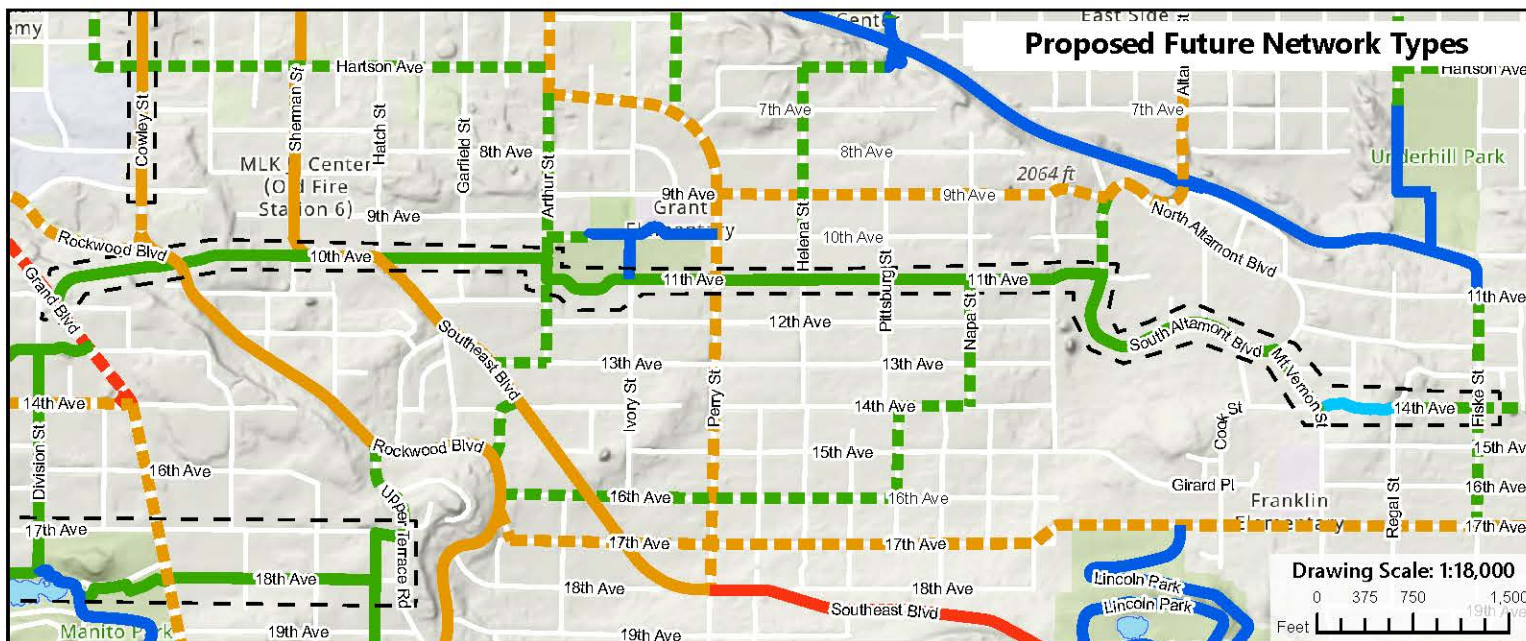 emy
Center
East Side
Proposed Future Network Types
Hartson Ave
Hartson Ave
Cowley St
Sherman St
Hatch St
Garfield St
Arthur St
7th Ave
7th Ave
MLK Jr Center
(Old Fire
Station 6)
8th Ave
8th Ave
Underhill Park
2064 ft
9th Ave
9th Ave
9th Ave
Grant
Elementary
Helena St
10th Ave
North Altamont Blvd
Rockwood Blvd
10th Ave
Grand Blvd
11th Ave
11th Ave
11th Ave
Pittsburg St
Napa St
12th Ave
Southeast Blvd
South Altamont Blvd
Mt Vernon St
13th Ave
13th Ave
Ivory St
Perry St
Fiske St
14th Ave
14th Ave
14th Ave
Cook St
Division St
Rockwood Blvd
15th Ave
15th Ave
16th Ave
Girard Pl
Upper Terrace Rd
16th Ave
16th Ave
16th Ave
Franklin
Elementary
Regal St
17th Ave
17th Ave
17th Ave
17th Ave
18th Ave
18th Ave
18th Ave
Southeast Blvd
Lincoln Park
Lincoln Park
Drawing Scale: 1:18,000
0 375 750 1,500
Feet
19th Ave
Manito Park
19th Ave
19th Ave